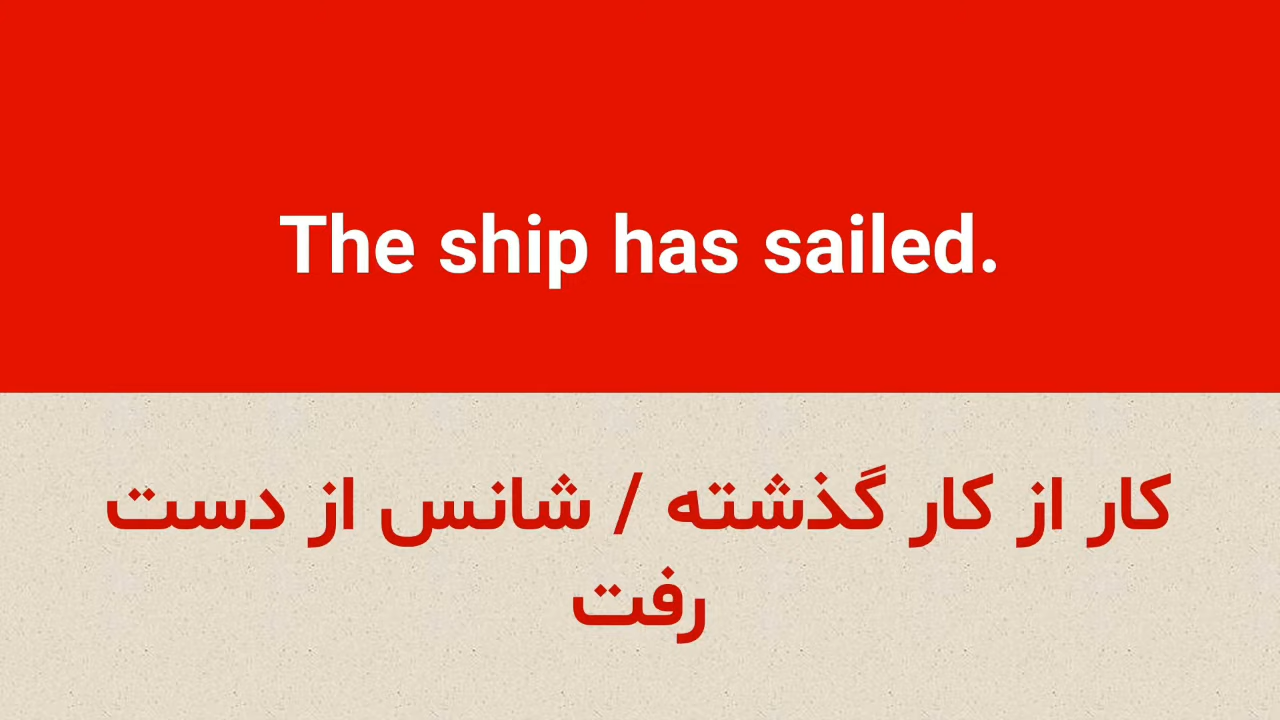 The ship has sailed.
کار از کار گذشته / شانس از دست
رفت